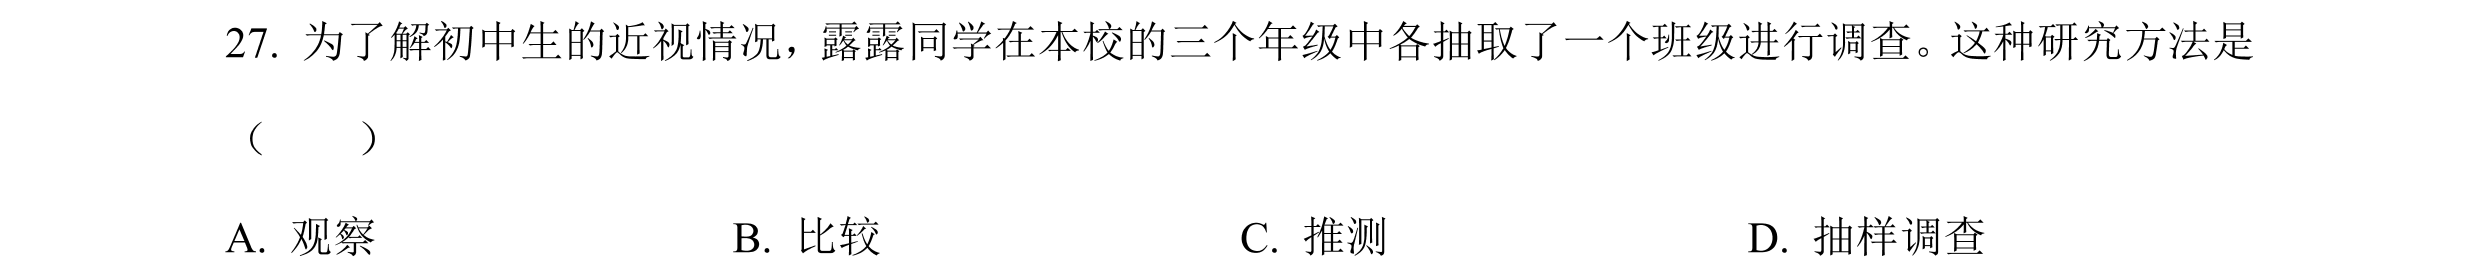 27. 为了解初中生的近视情况，露露同学在本校的三个年级中各抽取了一个班级进行调查。这种研究方法是
（　　）
A. 观察 B. 比较 C. 推测 D. 抽样调查